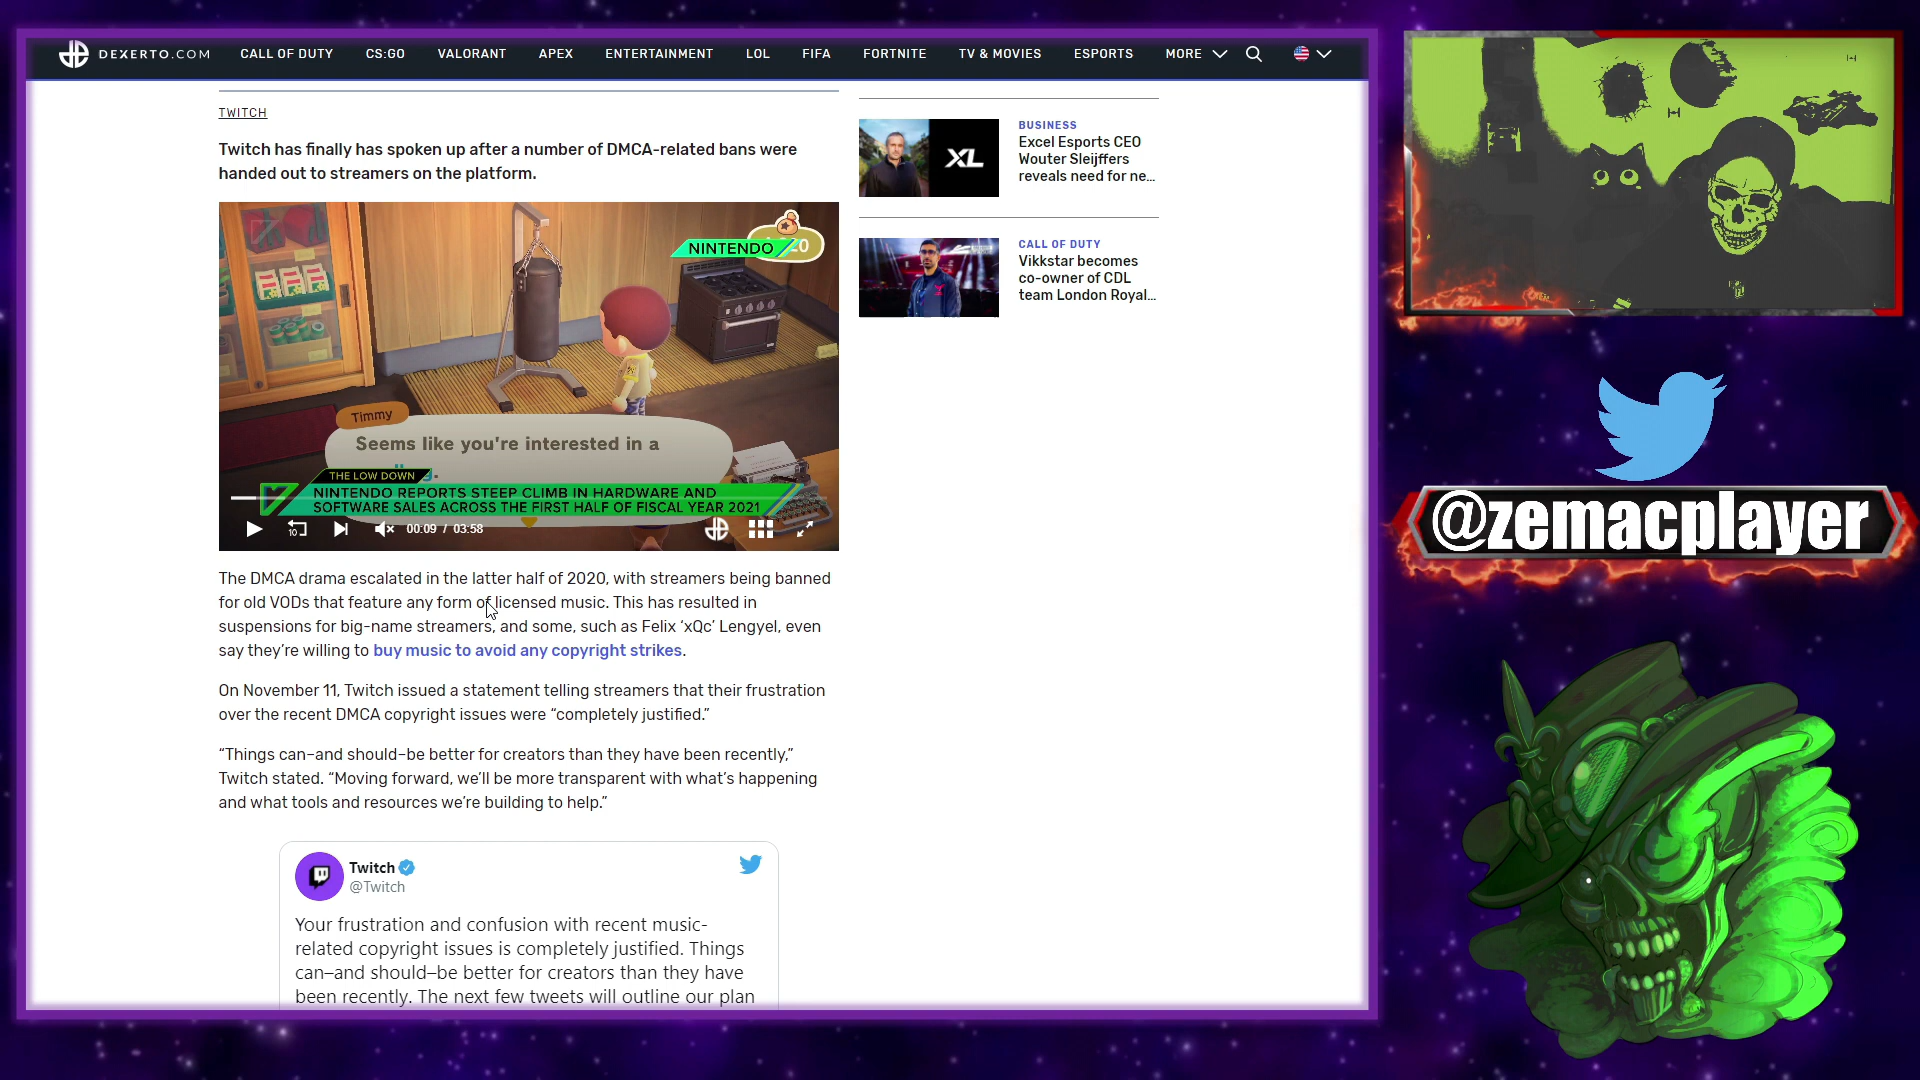 DEXERTO.COM CALL OF DUTY CS:GO VALORANT APEX ENTERTAINMENT LOL FIFA FORTNITE TV & MOVIES ESPORTS MORE
TWITCH
Twitch has finally has spoken up after a number of DMCA-related bans were
handed out to streamers on the platform.
NINTENDO
Timmy
Seems like you're interested in a
THE LOW DOWN
NINTENDO REPORTS STEEP CLIMB IN HARDWARE AND
SOFTWARE SALES ACROSS THE FIRST HALF OF FISCAL YEAR 2021
10
00:09 / 03:58
The DMCA drama escalated in the latter half of 2020, with streamers being banned
for old VODs that feature any form of licensed music. This has resulted in
suspensions for big-name streamers, and some, such as Felix ‘xQc’ Lengyel, even
say they’re willing to buy music to avoid any copyright strikes.
On November 11, Twitch issued a statement telling streamers that their frustration
over the recent DMCA copyright issues were “completely justified.”
“Things can–and should–be better for creators than they have been recently,”
Twitch stated. “Moving forward, we’ll be more transparent with what’s happening
and what tools and resources we’re building to help.”
Twitch
@Twitch
Your frustration and confusion with recent music-
related copyright issues is completely justified. Things
can–and should–be better for creators than they have
been recently. The next few tweets will outline our plan
XL
BUSINESS
Excel Esports CEO
Wouter Sleijffers
reveals need for ne...
CALL OF DUTY
Vikkstar becomes
co-owner of CDL
team London Royal...
@zemacplayer